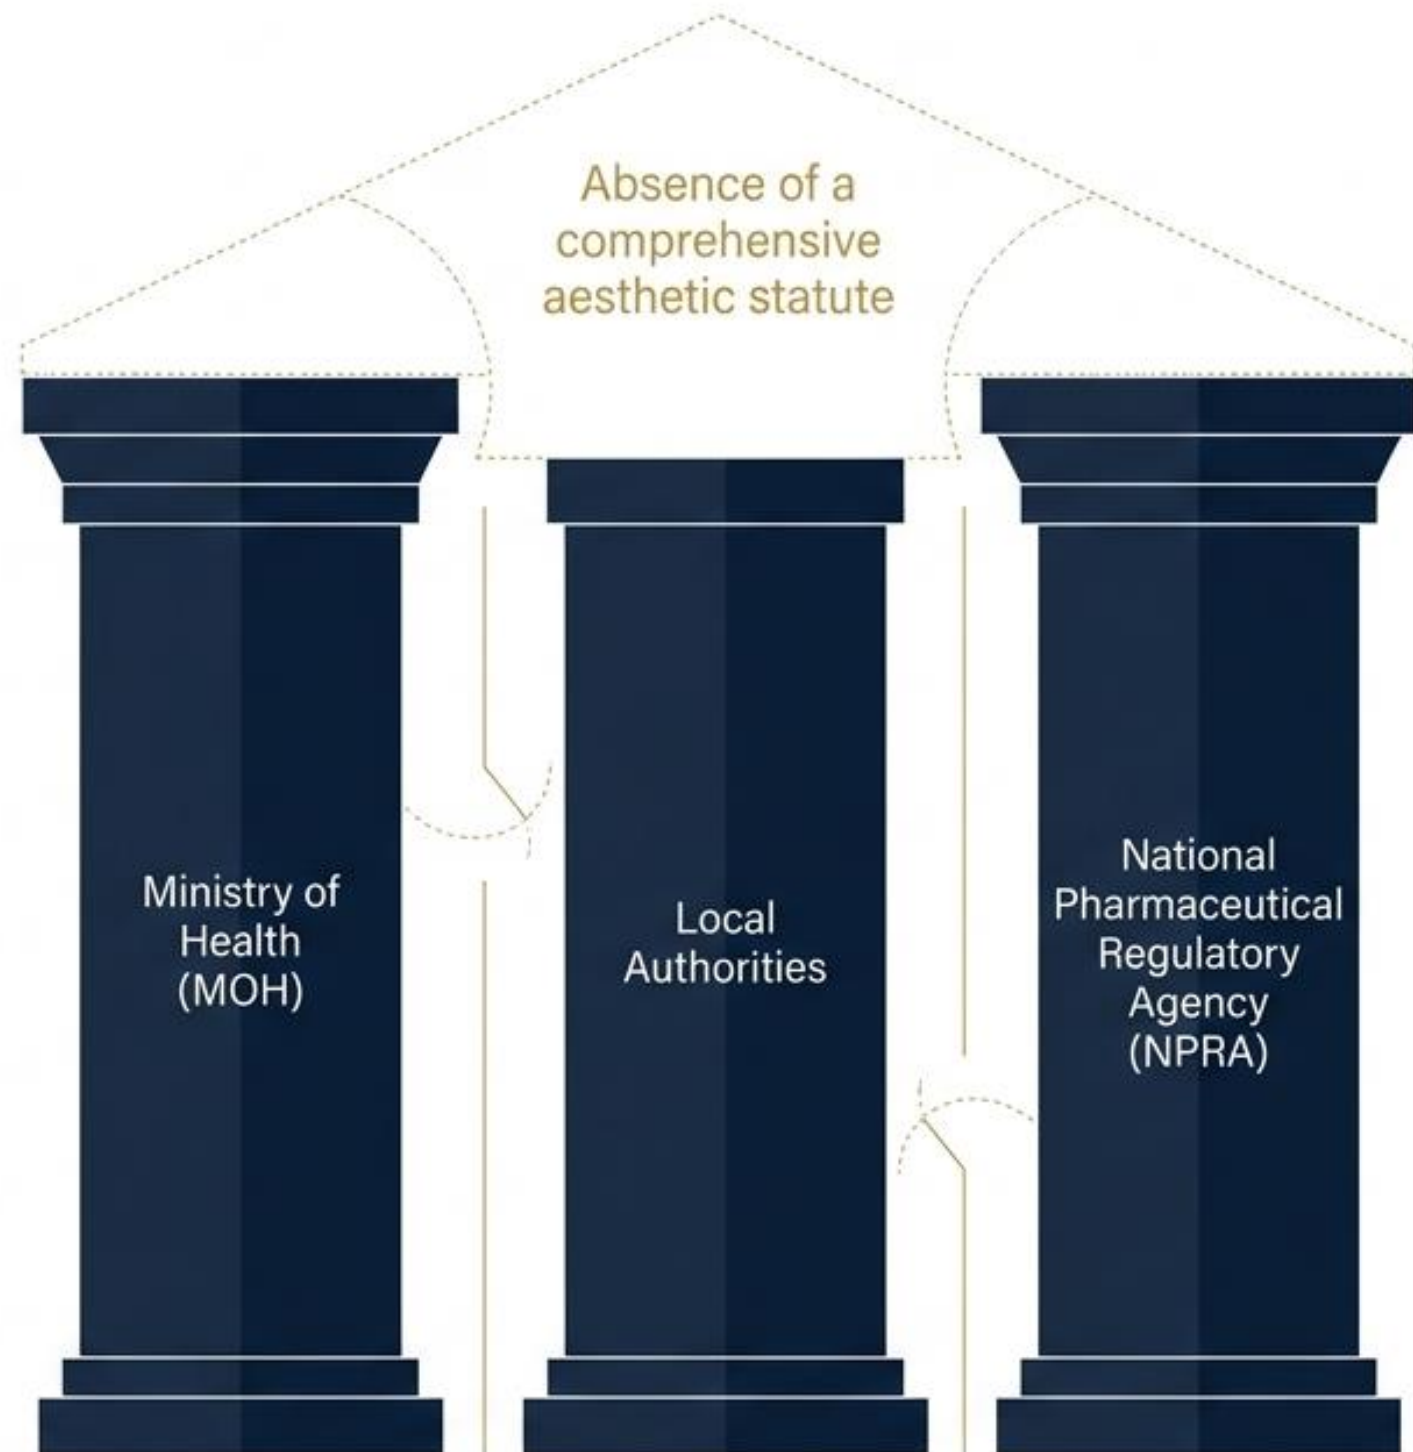 Absence of a
comprehensive
aesthetic statute
Ministry of
Health
(MOH)
Local
Authorities
National
Pharmaceutical
Regulatory
Agency
(NPRA)